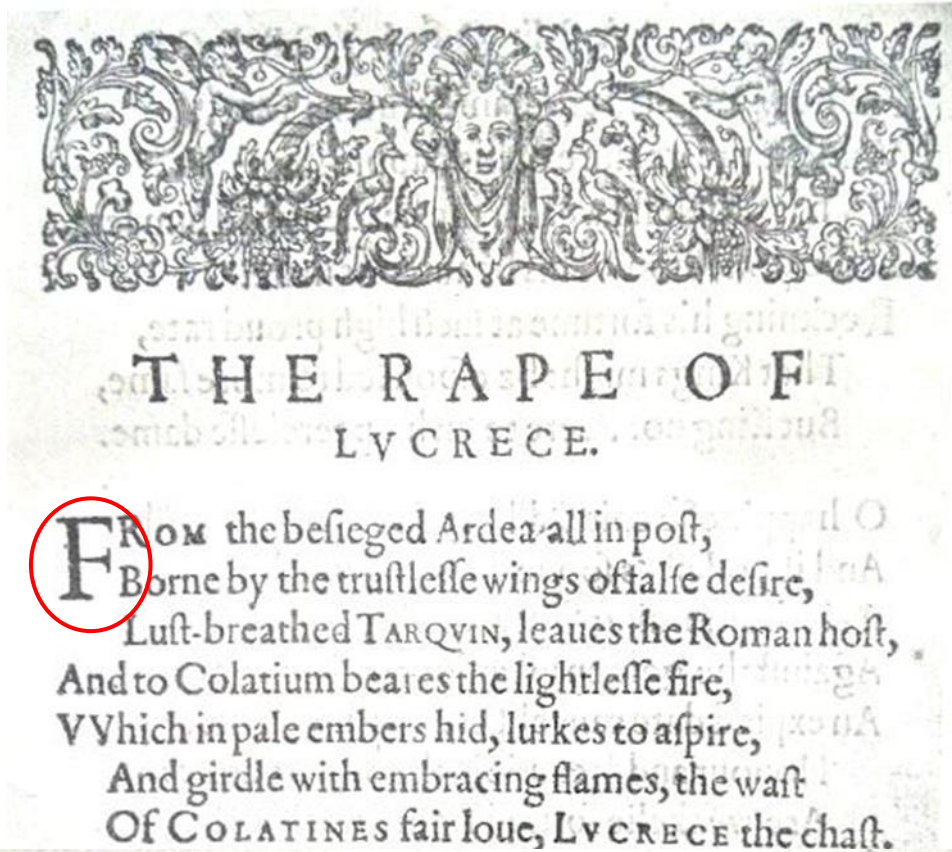 THE RAPE OF
LVCRECE.
FROM the beſieged Ardea all in poſt,
Borne by the truſtleſſe wings of falſe deſire,
Luſt-breathed TARQVIN, leaues the Roman hoſt,
And to Colatium beares the lightleſſe fire,
VVhich in pale embers hid, lurkes to aſpire,
And girdle with embracing flames, the waſt
Of COLATINES fair loue, LVCRECE the chaſt.